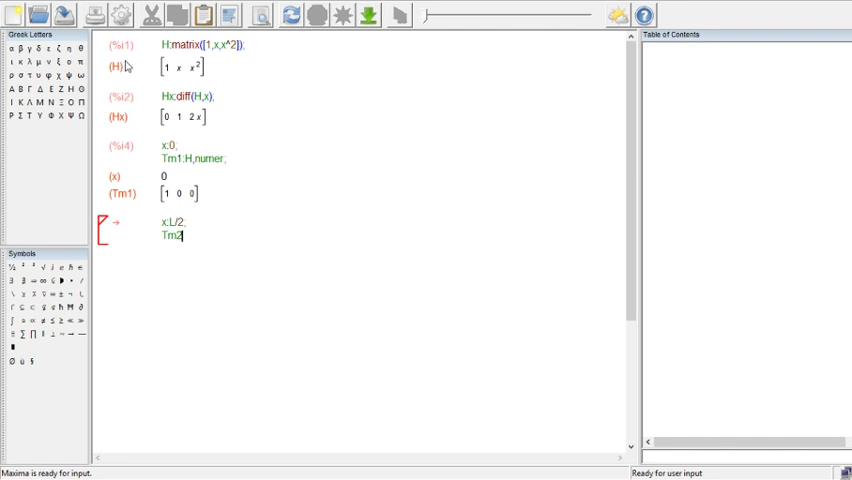 Greek Letters
α β γ δ ε ζ η θ
ι κ λ μ ν ξ ο π
ρ σ τ υ φ χ ψ ω
Α Β Γ Δ Ε Ζ Η Θ
Ι Κ Λ Μ Ν Ξ Ο Π
Ρ Σ Τ Υ Φ Χ Ψ Ω
Symbols
Ø ü §
(%i1) H:matrix([1,x,x^2]);
(H) [1 x x²]
(%i2) Hx:diff(H,x);
(Hx) [0 1 2 x]
(%i4) x:0;
Tm1:H,numer;
(x) 0
(Tm1) [1 0 0]
→ x:L/2;
Tm2
Table of Contents
Maxima is ready for input.
Ready for user input